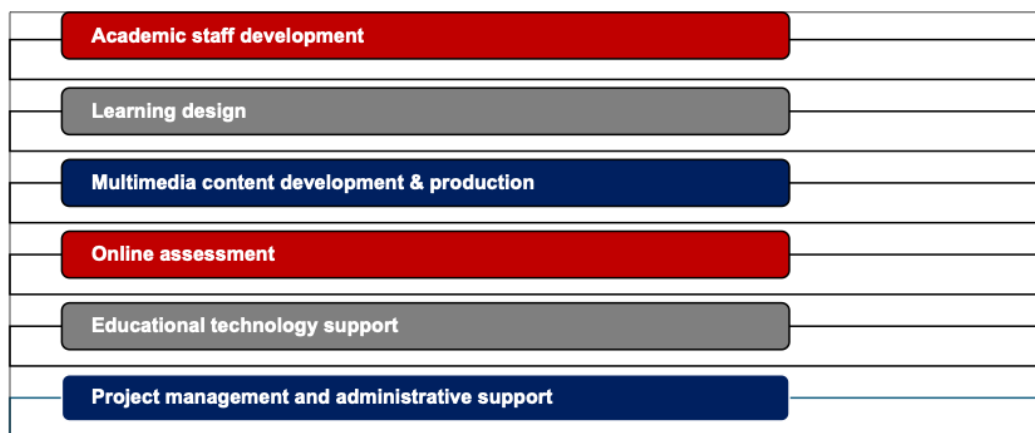 Academic staff development
Learning design
Multimedia content development & production
Online assessment
Educational technology support
Project management and administrative support